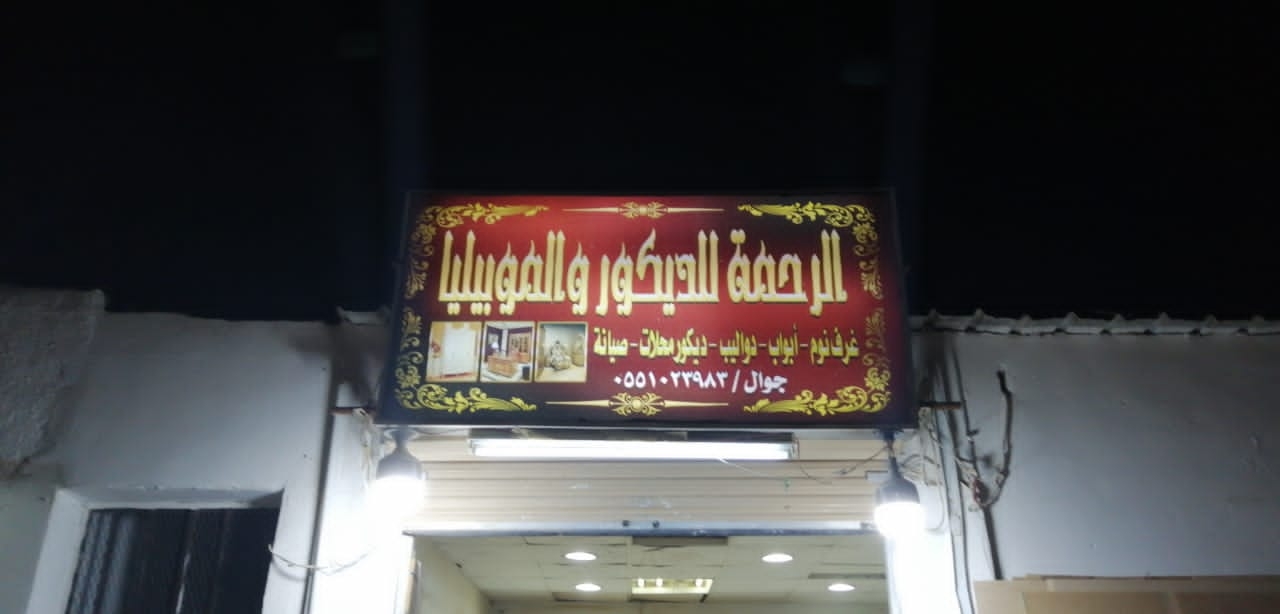 الرحمة للديكور والموبيليا
غرف نوم - أبواب - دواليب - ديكور محلات - صيانة
جوال / ٠٥٥١٠٢٣٩٨٣